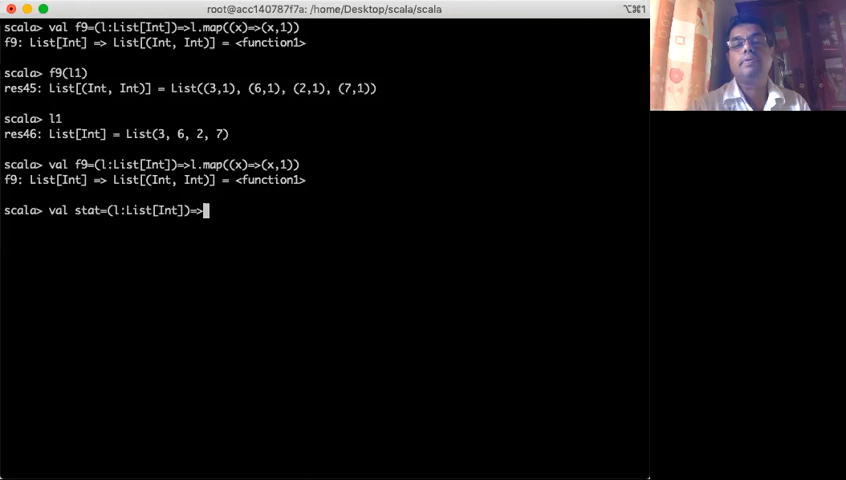 root@acc140787f7a: /home/Desktop/scala/scala
⌥⌘1
scala> val f9=(l:List[Int])=>l.map((x)=>(x,1))
f9: List[Int] => List[(Int, Int)] = <function1>
scala> f9(l1)
res45: List[(Int, Int)] = List((3,1), (6,1), (2,1), (7,1))
scala> l1
res46: List[Int] = List(3, 6, 2, 7)
scala> val f9=(l:List[Int])=>l.map((x)=>(x,1))
f9: List[Int] => List[(Int, Int)] = <function1>
scala> val stat=(l:List[Int])=>